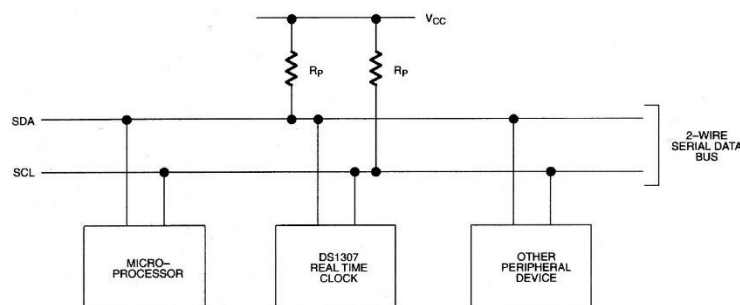 VCC
RP RP
SDA
2-WIRE
SERIAL DATA
BUS
SCL
MICRO-
PROCESSOR
DS1307
REAL TIME
CLOCK
OTHER
PERIPHERAL
DEVICE